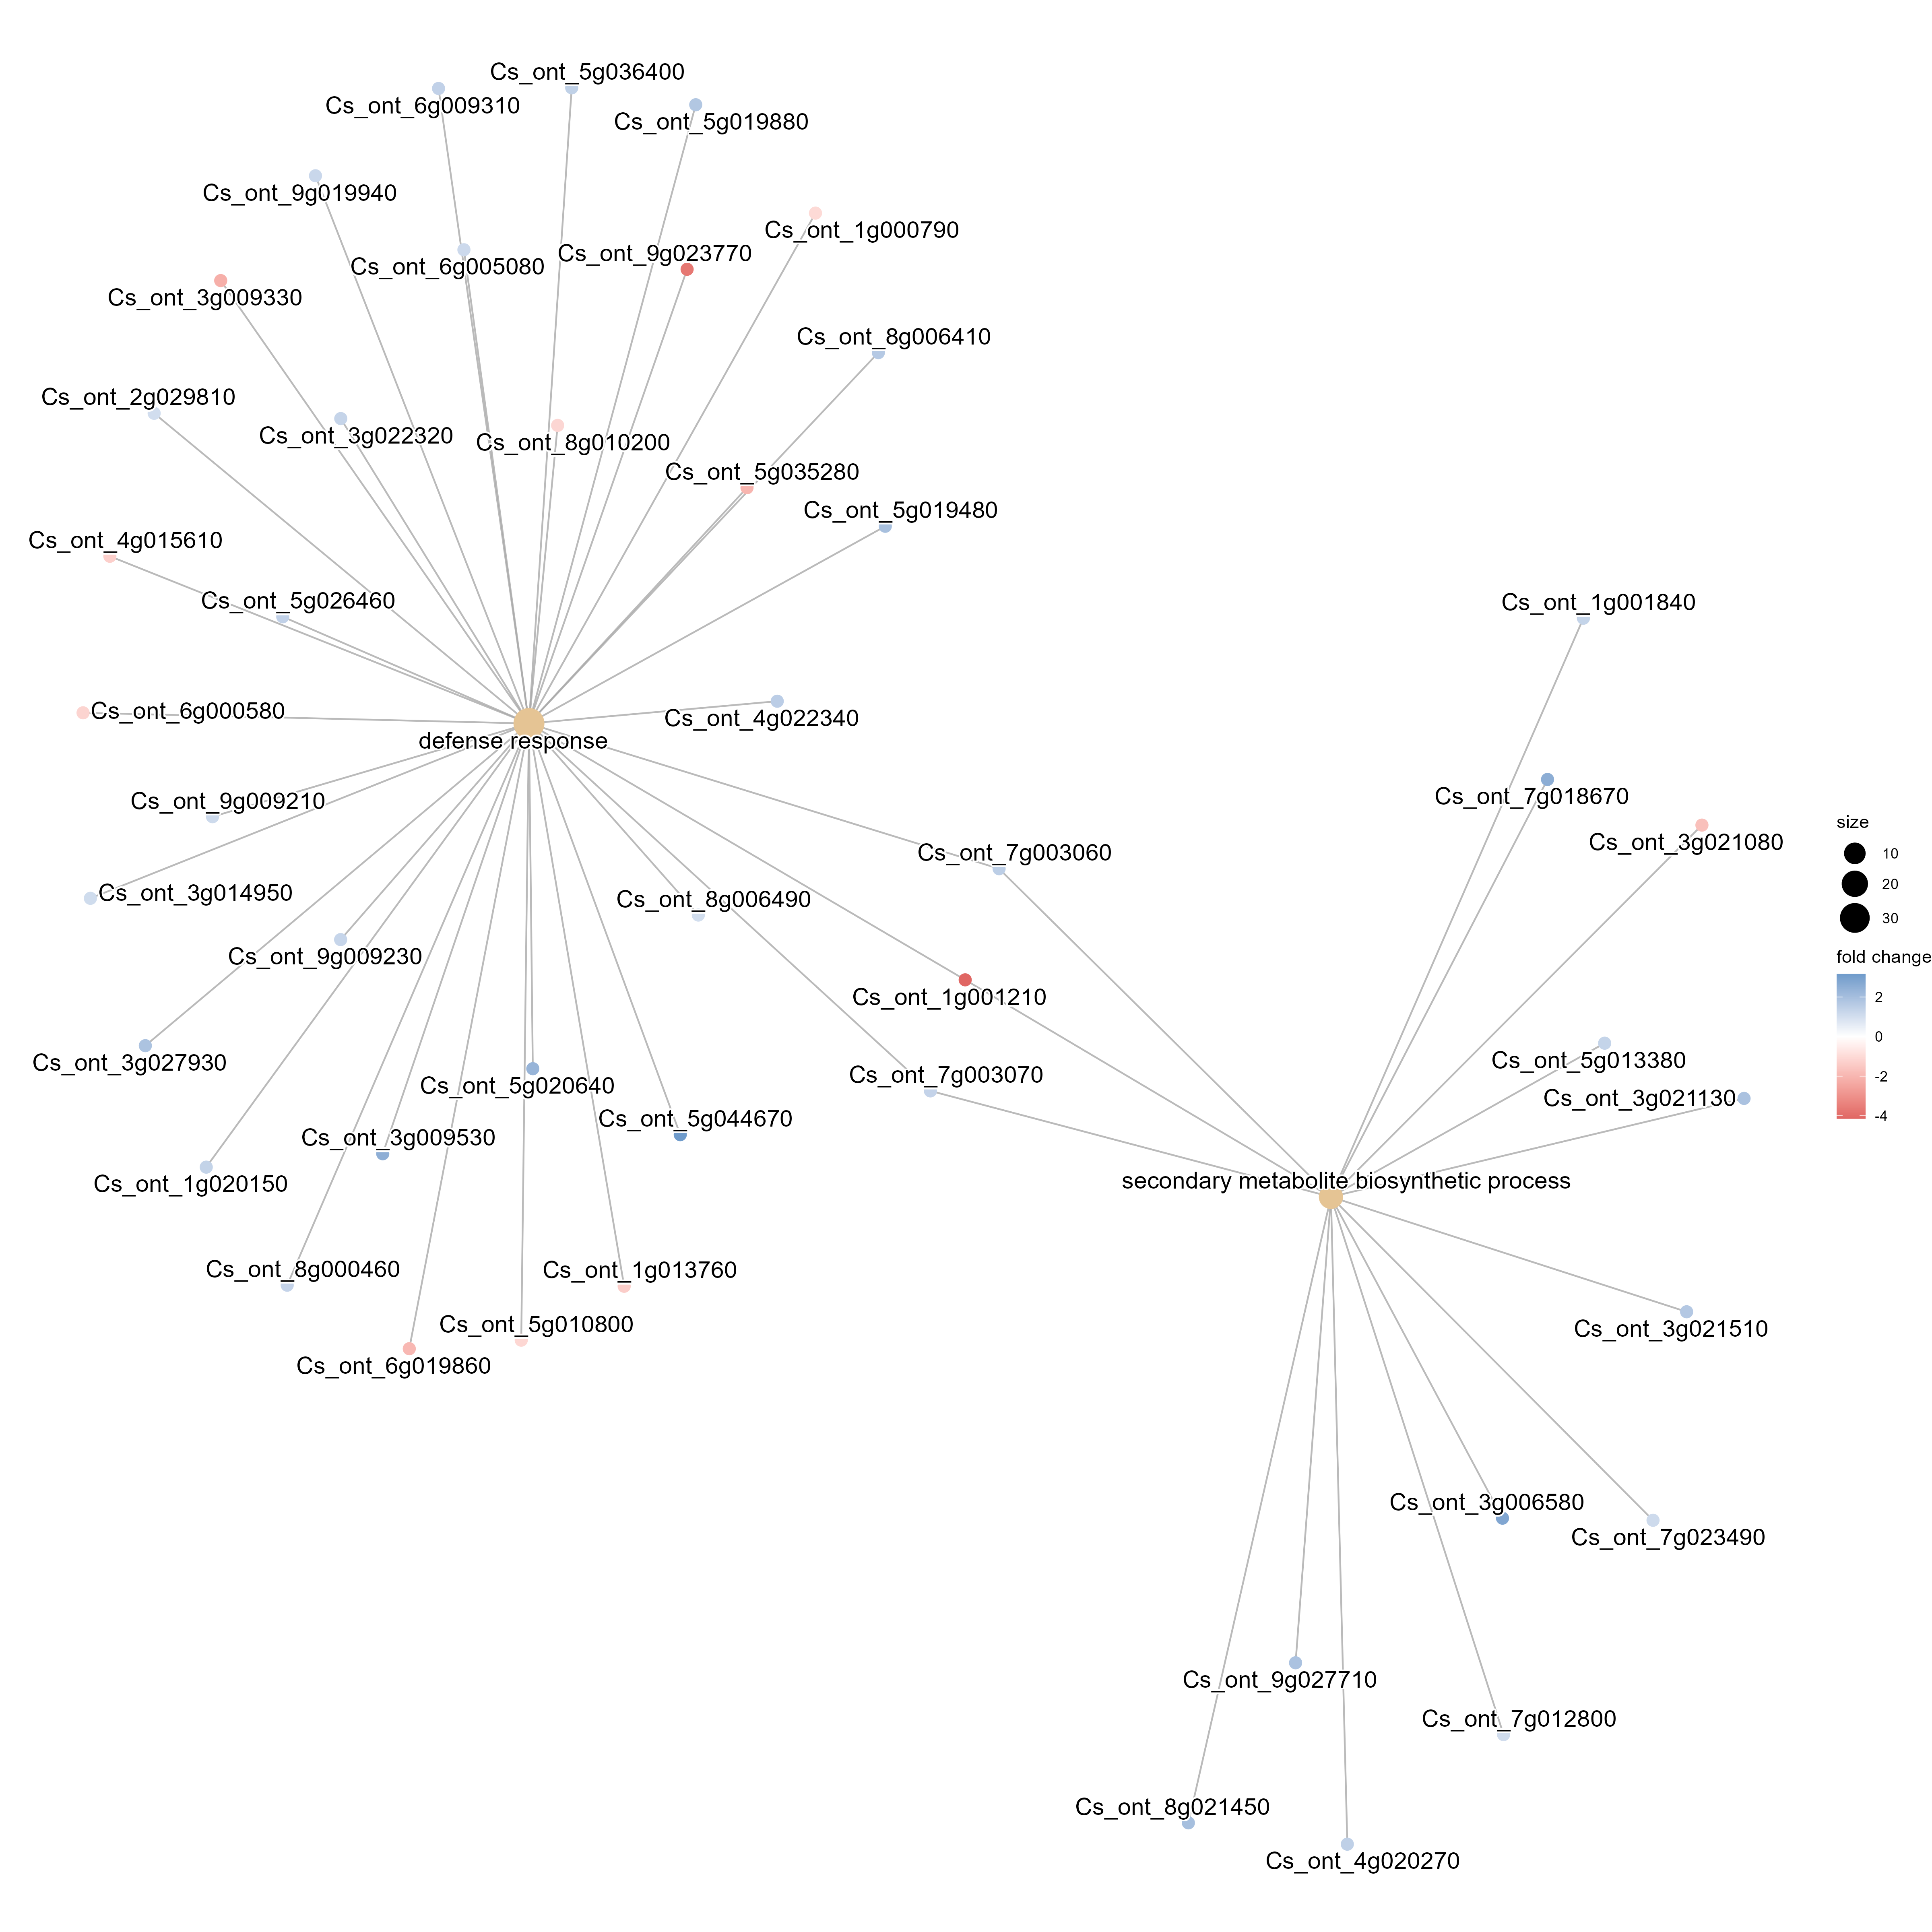 Cs_ont_5g036400
Cs_ont_6g009310
Cs_ont_5g019880
Cs_ont_9g019940
Cs_ont_1g000790
Cs_ont_9g023770
Cs_ont_6g005080
Cs_ont_3g009330
Cs_ont_8g006410
Cs_ont_2g029810
Cs_ont_3g022320
Cs_ont_8g010200
Cs_ont_5g035280
Cs_ont_5g019480
Cs_ont_4g015610
Cs_ont_5g026460
Cs_ont_1g001840
Cs_ont_6g000580
Cs_ont_4g022340
defense response
Cs_ont_7g018670
Cs_ont_9g009210
Cs_ont_3g021080
Cs_ont_7g003060
Cs_ont_3g014950
Cs_ont_8g006490
Cs_ont_9g009230
Cs_ont_1g001210
Cs_ont_3g027930
Cs_ont_5g013380
Cs_ont_7g003070
Cs_ont_5g020640
Cs_ont_3g021130
Cs_ont_5g044670
Cs_ont_3g009530
Cs_ont_1g020150
secondary metabolite biosynthetic process
Cs_ont_8g000460
Cs_ont_1g013760
Cs_ont_5g010800
Cs_ont_3g021510
Cs_ont_6g019860
Cs_ont_3g006580
Cs_ont_7g023490
Cs_ont_9g027710
Cs_ont_7g012800
Cs_ont_8g021450
Cs_ont_4g020270
size
10
20
30
fold change
2
0
-2
-4